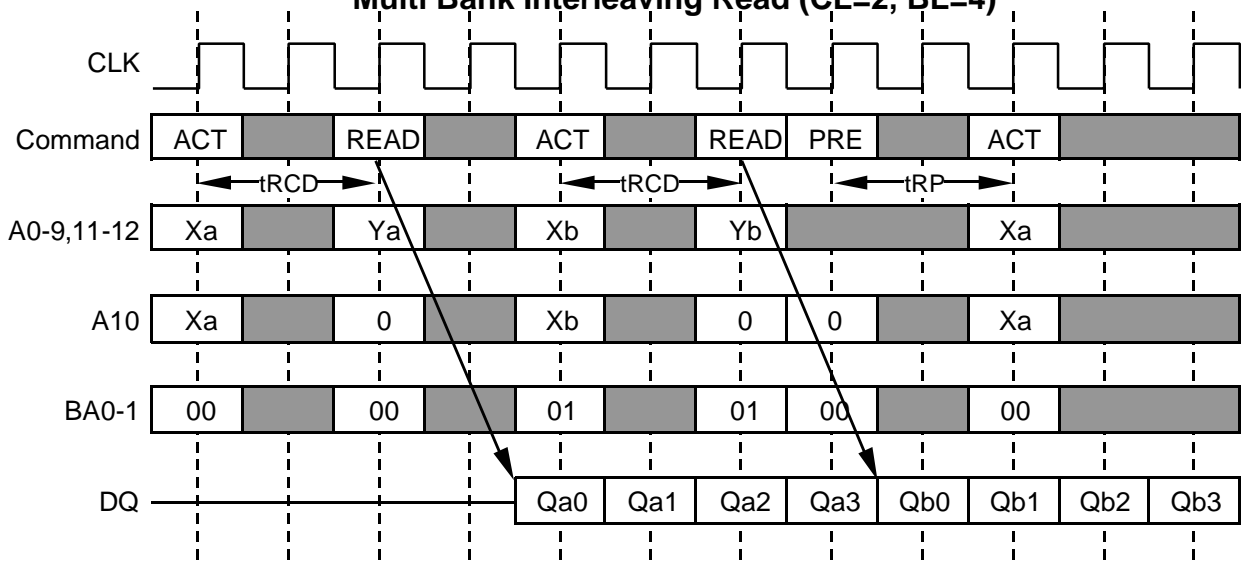 Multi Bank Interleaving Read (CL=2, BL=4)
CLK
Command ACT READ ACT READ PRE ACT
tRCD tRCD tRP
A0-9,11-12 Xa Ya Xb Yb Xa
A10 Xa 0 Xb 0 0 Xa
BA0-1 00 00 01 01 00 00
DQ Qa0 Qa1 Qa2 Qa3 Qb0 Qb1 Qb2 Qb3